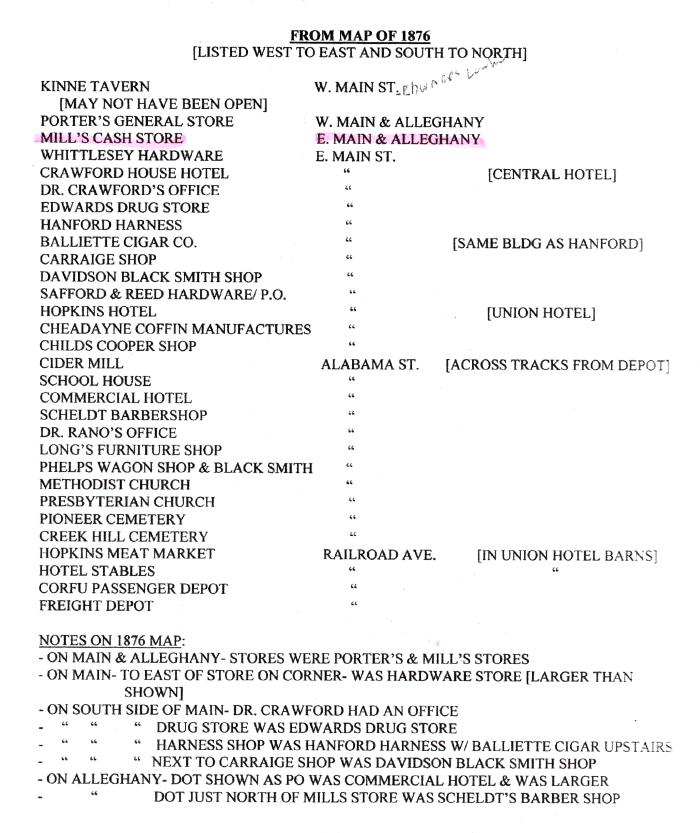 FROM MAP OF 1876
[LISTED WEST TO EAST AND SOUTH TO NORTH]
KINNE TAVERN W. MAIN ST.
[MAY NOT HAVE BEEN OPEN]
PORTER'S GENERAL STORE W. MAIN & ALLEGHANY
MILL'S CASH STORE E. MAIN & ALLEGHANY
WHITTLESEY HARDWARE E. MAIN ST.
CRAWFORD HOUSE HOTEL “ [CENTRAL HOTEL]
DR. CRAWFORD'S OFFICE “
EDWARDS DRUG STORE “
HANFORD HARNESS “
BALLIETTE CIGAR CO. “ [SAME BLDG AS HANFORD]
CARRAIGE SHOP “
DAVIDSON BLACK SMITH SHOP “
SAFFORD & REED HARDWARE/ P.O. “
HOPKINS HOTEL “ [UNION HOTEL]
CHEADAYNE COFFIN MANUFACTURES “
CHILDS COOPER SHOP “
CIDER MILL ALABAMA ST. [ACROSS TRACKS FROM DEPOT]
SCHOOL HOUSE “
COMMERCIAL HOTEL “
SCHELDT BARBERSHOP “
DR. RANO'S OFFICE “
LONG'S FURNITURE SHOP “
PHELPS WAGON SHOP & BLACK SMITH “
METHODIST CHURCH “
PRESBYTERIAN CHURCH “
PIONEER CEMETERY “
CREEK HILL CEMETERY “
HOPKINS MEAT MARKET RAILROAD AVE. [IN UNION HOTEL BARNS]
HOTEL STABLES “ “
CORFU PASSENGER DEPOT “
FREIGHT DEPOT “
NOTES ON 1876 MAP:
- ON MAIN & ALLEGHANY- STORES WERE PORTER'S & MILL'S STORES
- ON MAIN- TO EAST OF STORE ON CORNER- WAS HARDWARE STORE [LARGER THAN
SHOWN]
- ON SOUTH SIDE OF MAIN- DR. CRAWFORD HAD AN OFFICE
- “ “ “ DRUG STORE WAS EDWARDS DRUG STORE
- “ “ “ HARNESS SHOP WAS HANFORD HARNESS W/ BALLIETTE CIGAR UPSTAIRS
- “ “ “ NEXT TO CARRAIGE SHOP WAS DAVIDSON BLACK SMITH SHOP
- ON ALLEGHANY- DOT SHOWN AS PO WAS COMMERCIAL HOTEL & WAS LARGER
- “ DOT JUST NORTH OF MILLS STORE WAS SCHELDT'S BARBER SHOP